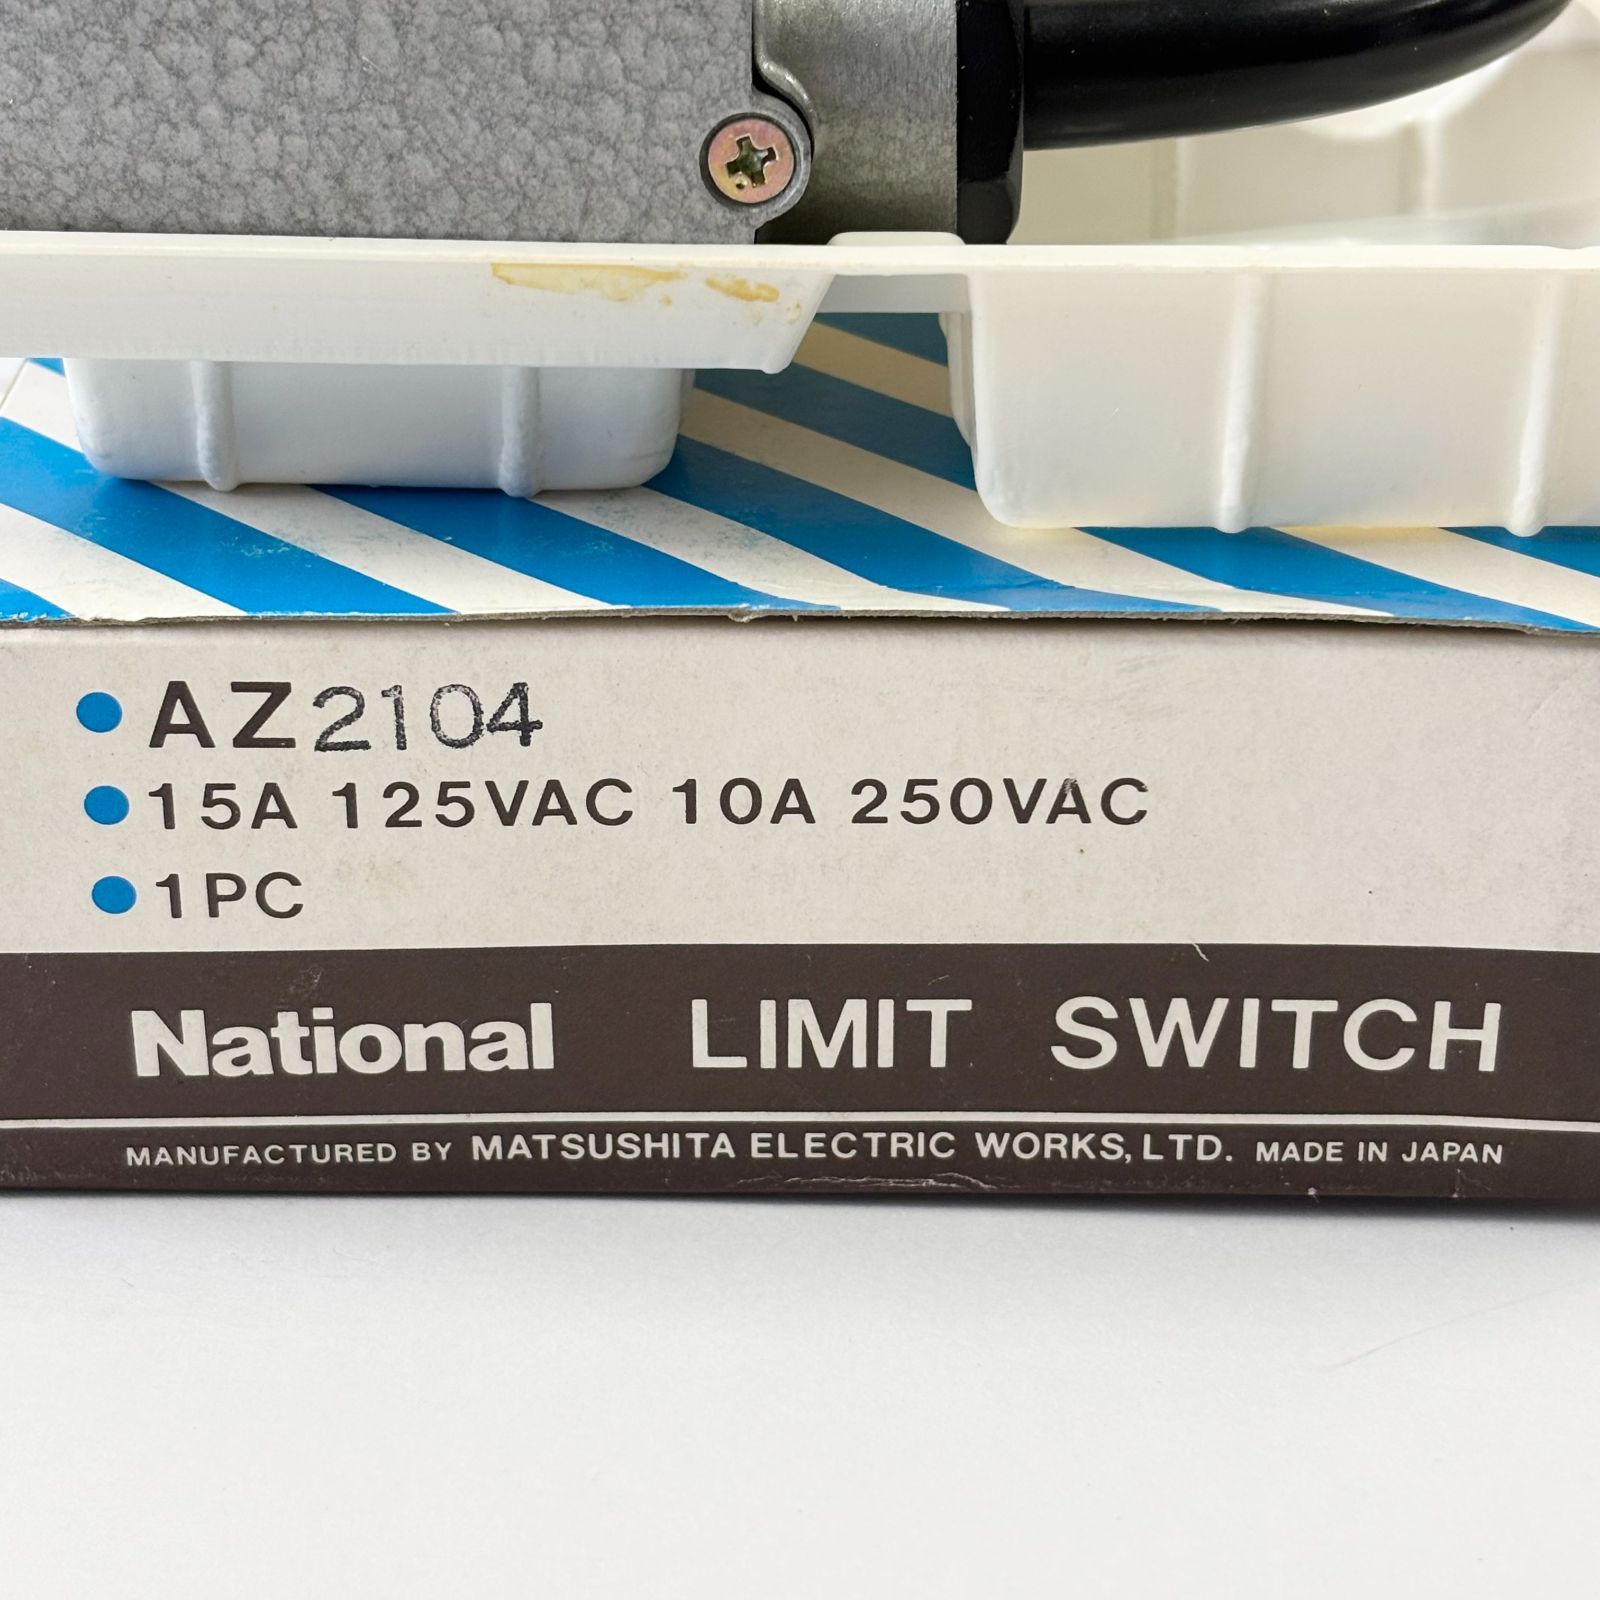 • AZ2104
• 15A 125VAC 10A 250VAC
• 1PC
National LIMIT SWITCH
MANUFACTURED BY MATSUSHITA ELECTRIC WORKS, LTD. MADE IN JAPAN